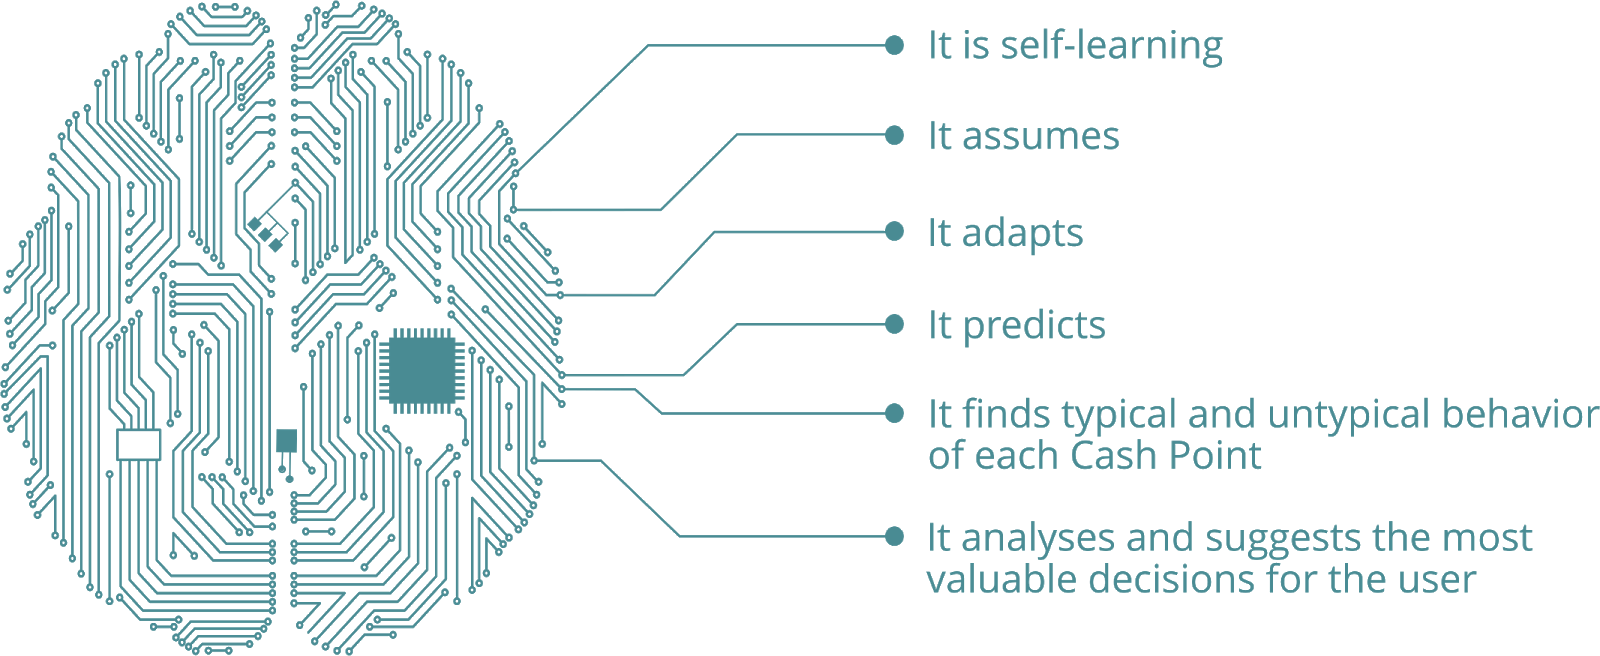 It is self-learning
It assumes
It adapts
It predicts
It finds typical and untypical behavior
of each Cash Point
It analyses and suggests the most
valuable decisions for the user